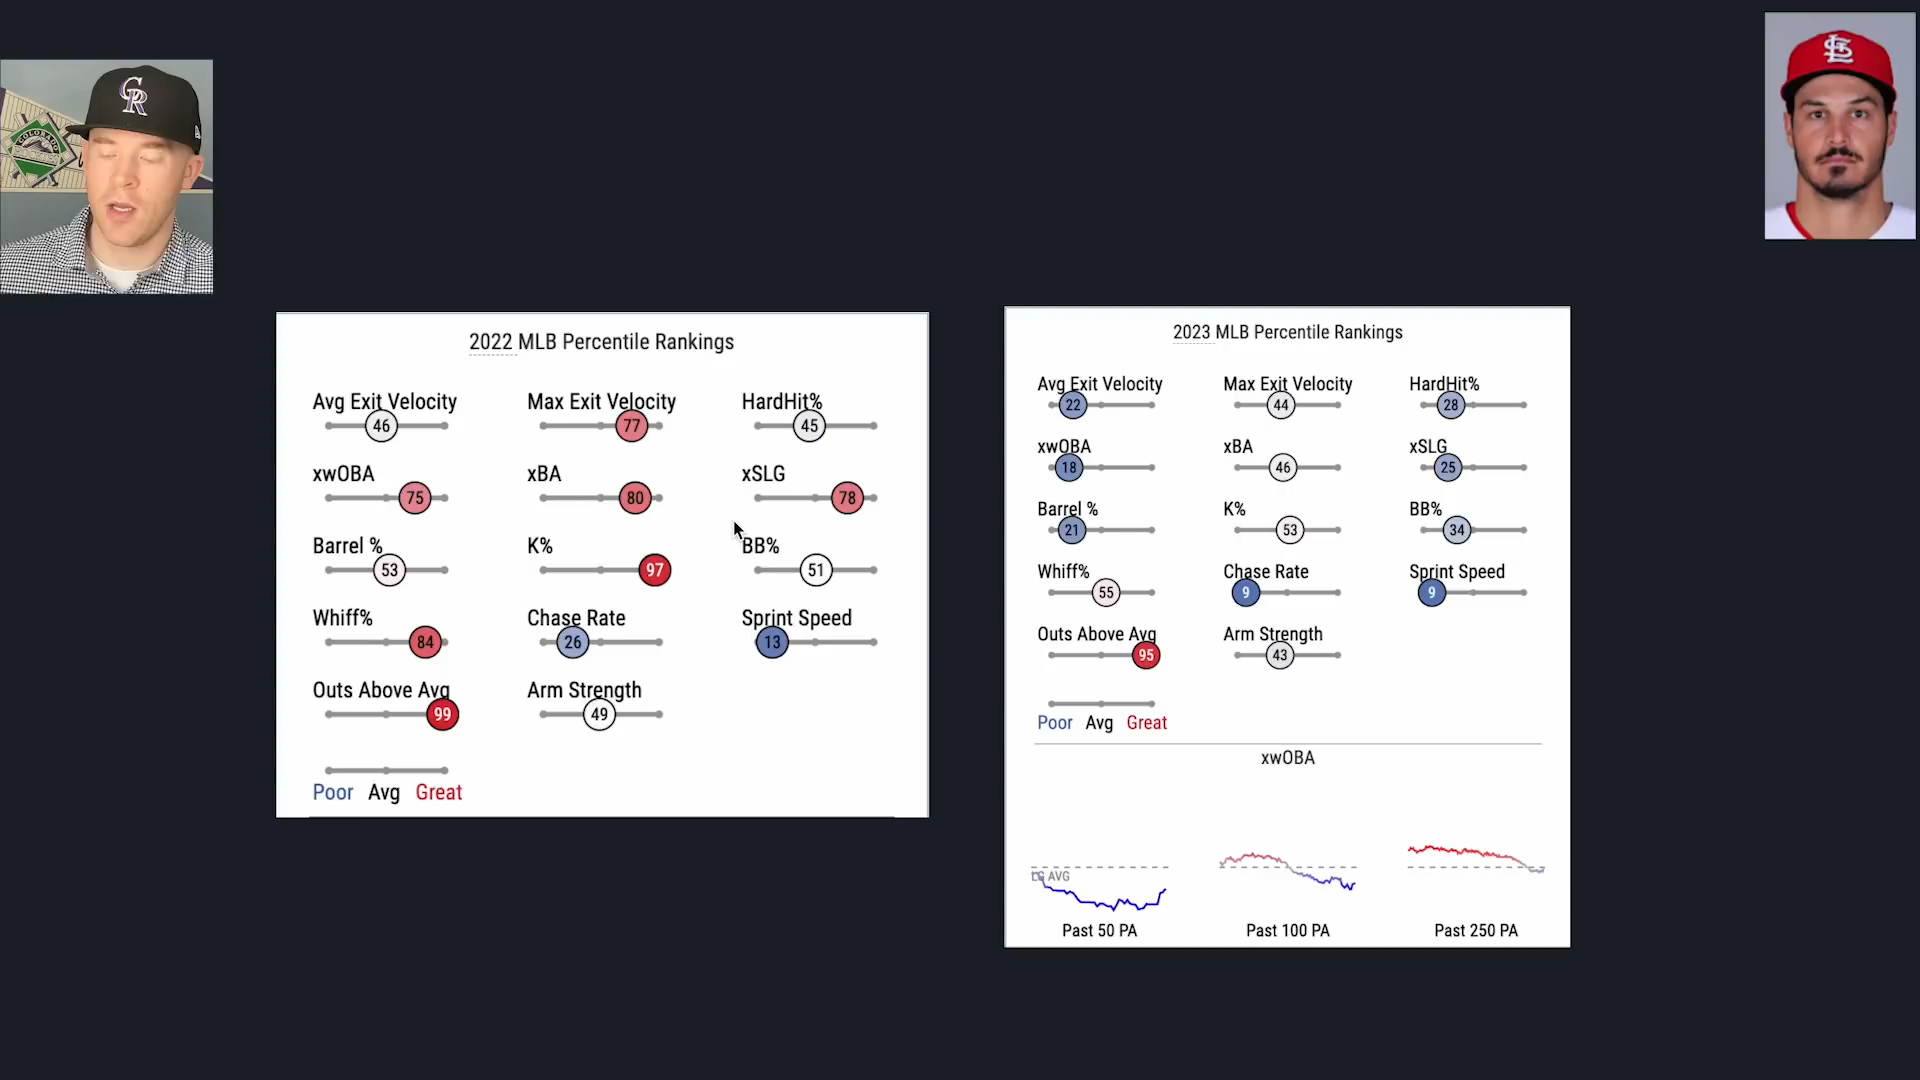 CR
COLORADO
STL
2022 MLB Percentile Rankings
Avg Exit Velocity Max Exit Velocity HardHit%
46 77 45
xwOBA xBA xSLG
75 80 78
Barrel % K% BB%
53 97 51
Whiff% Chase Rate Sprint Speed
84 26 13
Outs Above Avg Arm Strength
99 49
Poor Avg Great
2023 MLB Percentile Rankings
Avg Exit Velocity Max Exit Velocity HardHit%
22 44 28
xwOBA xBA xSLG
18 46 25
Barrel % K% BB%
21 53 34
Whiff% Chase Rate Sprint Speed
55 9 9
Outs Above Avg Arm Strength
95 43
Poor Avg Great
xwOBA
LG AVG
Past 50 PA Past 100 PA Past 250 PA